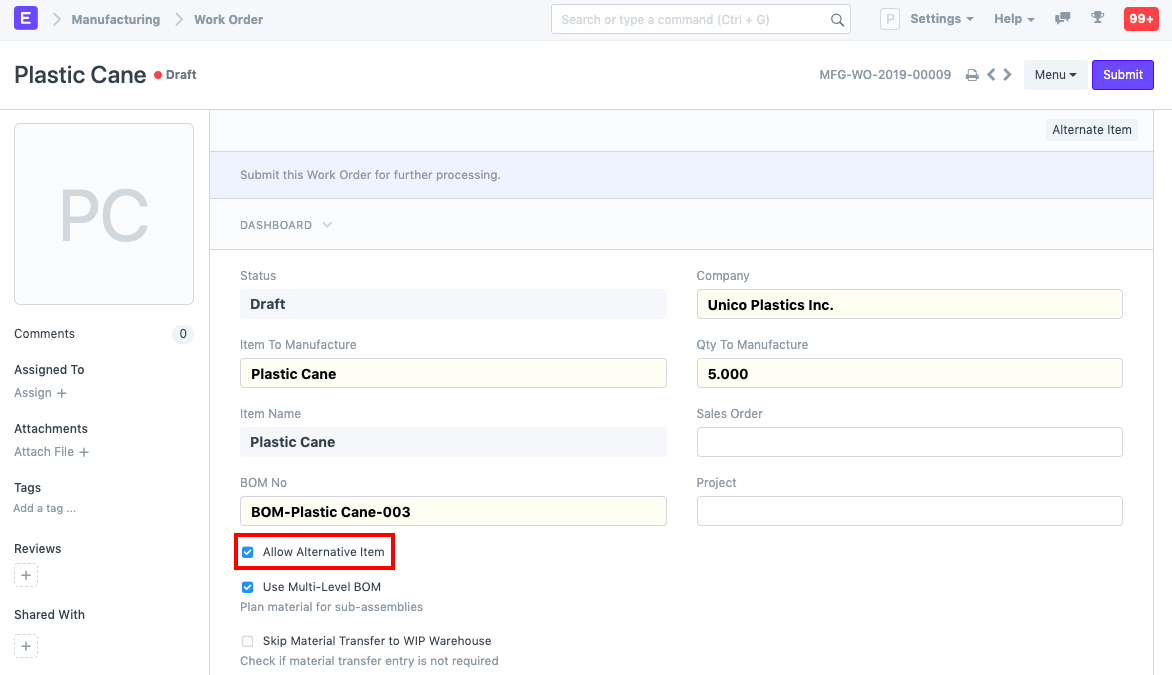 E Manufacturing Work Order Search or type a command (Ctrl + G) P Settings Help 99+
Plastic Cane Draft MFG-WO-2019-00009 Menu Submit
Alternate Item
PC
Submit this Work Order for further processing.
DASHBOARD
Status
Draft
Company
Unico Plastics Inc.
Item To Manufacture
Plastic Cane
Qty To Manufacture
5.000
Item Name
Plastic Cane
Sales Order
BOM No
BOM-Plastic Cane-003
Project
Allow Alternative Item
Use Multi-Level BOM
Plan material for sub-assemblies
Skip Material Transfer to WIP Warehouse
Check if material transfer entry is not required
Comments 0
Assigned To
Assign +
Attachments
Attach File +
Tags
Add a tag ...
Reviews
+
Shared With
+